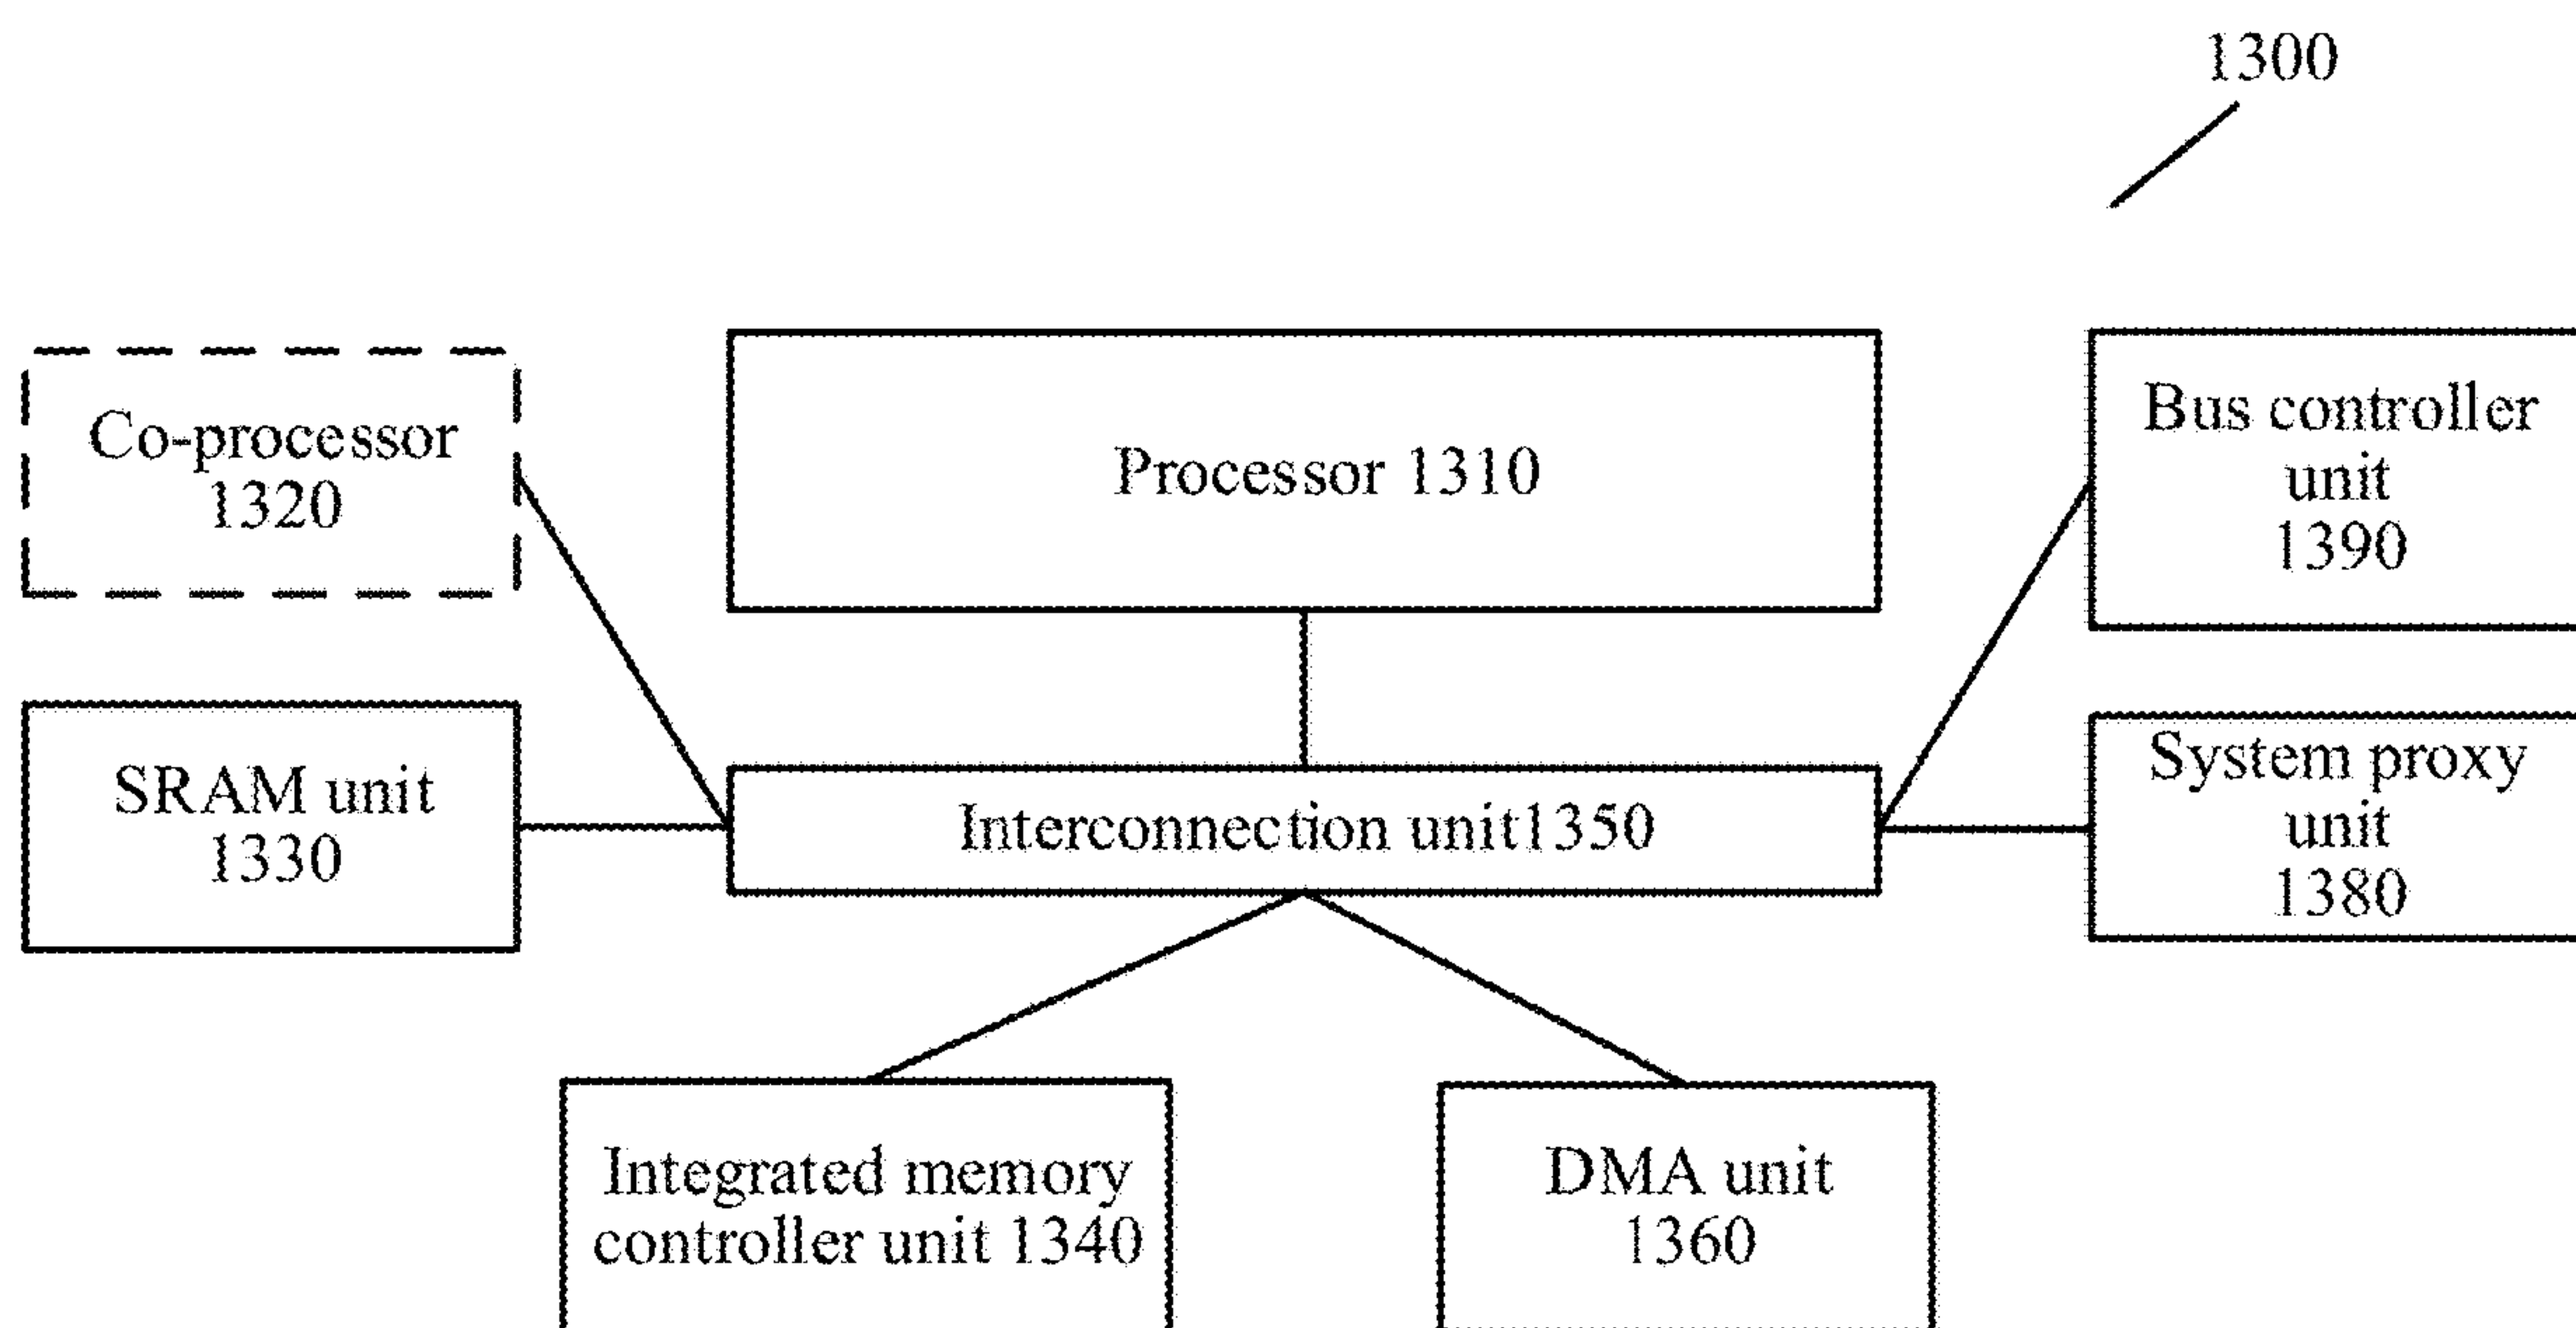 1300
Co-processor
1320
Processor 1310
Bus controller
unit
1390
SRAM unit
1330
Interconnection unit1350
System proxy
unit
1380
Integrated memory
controller unit 1340
DMA unit
1360